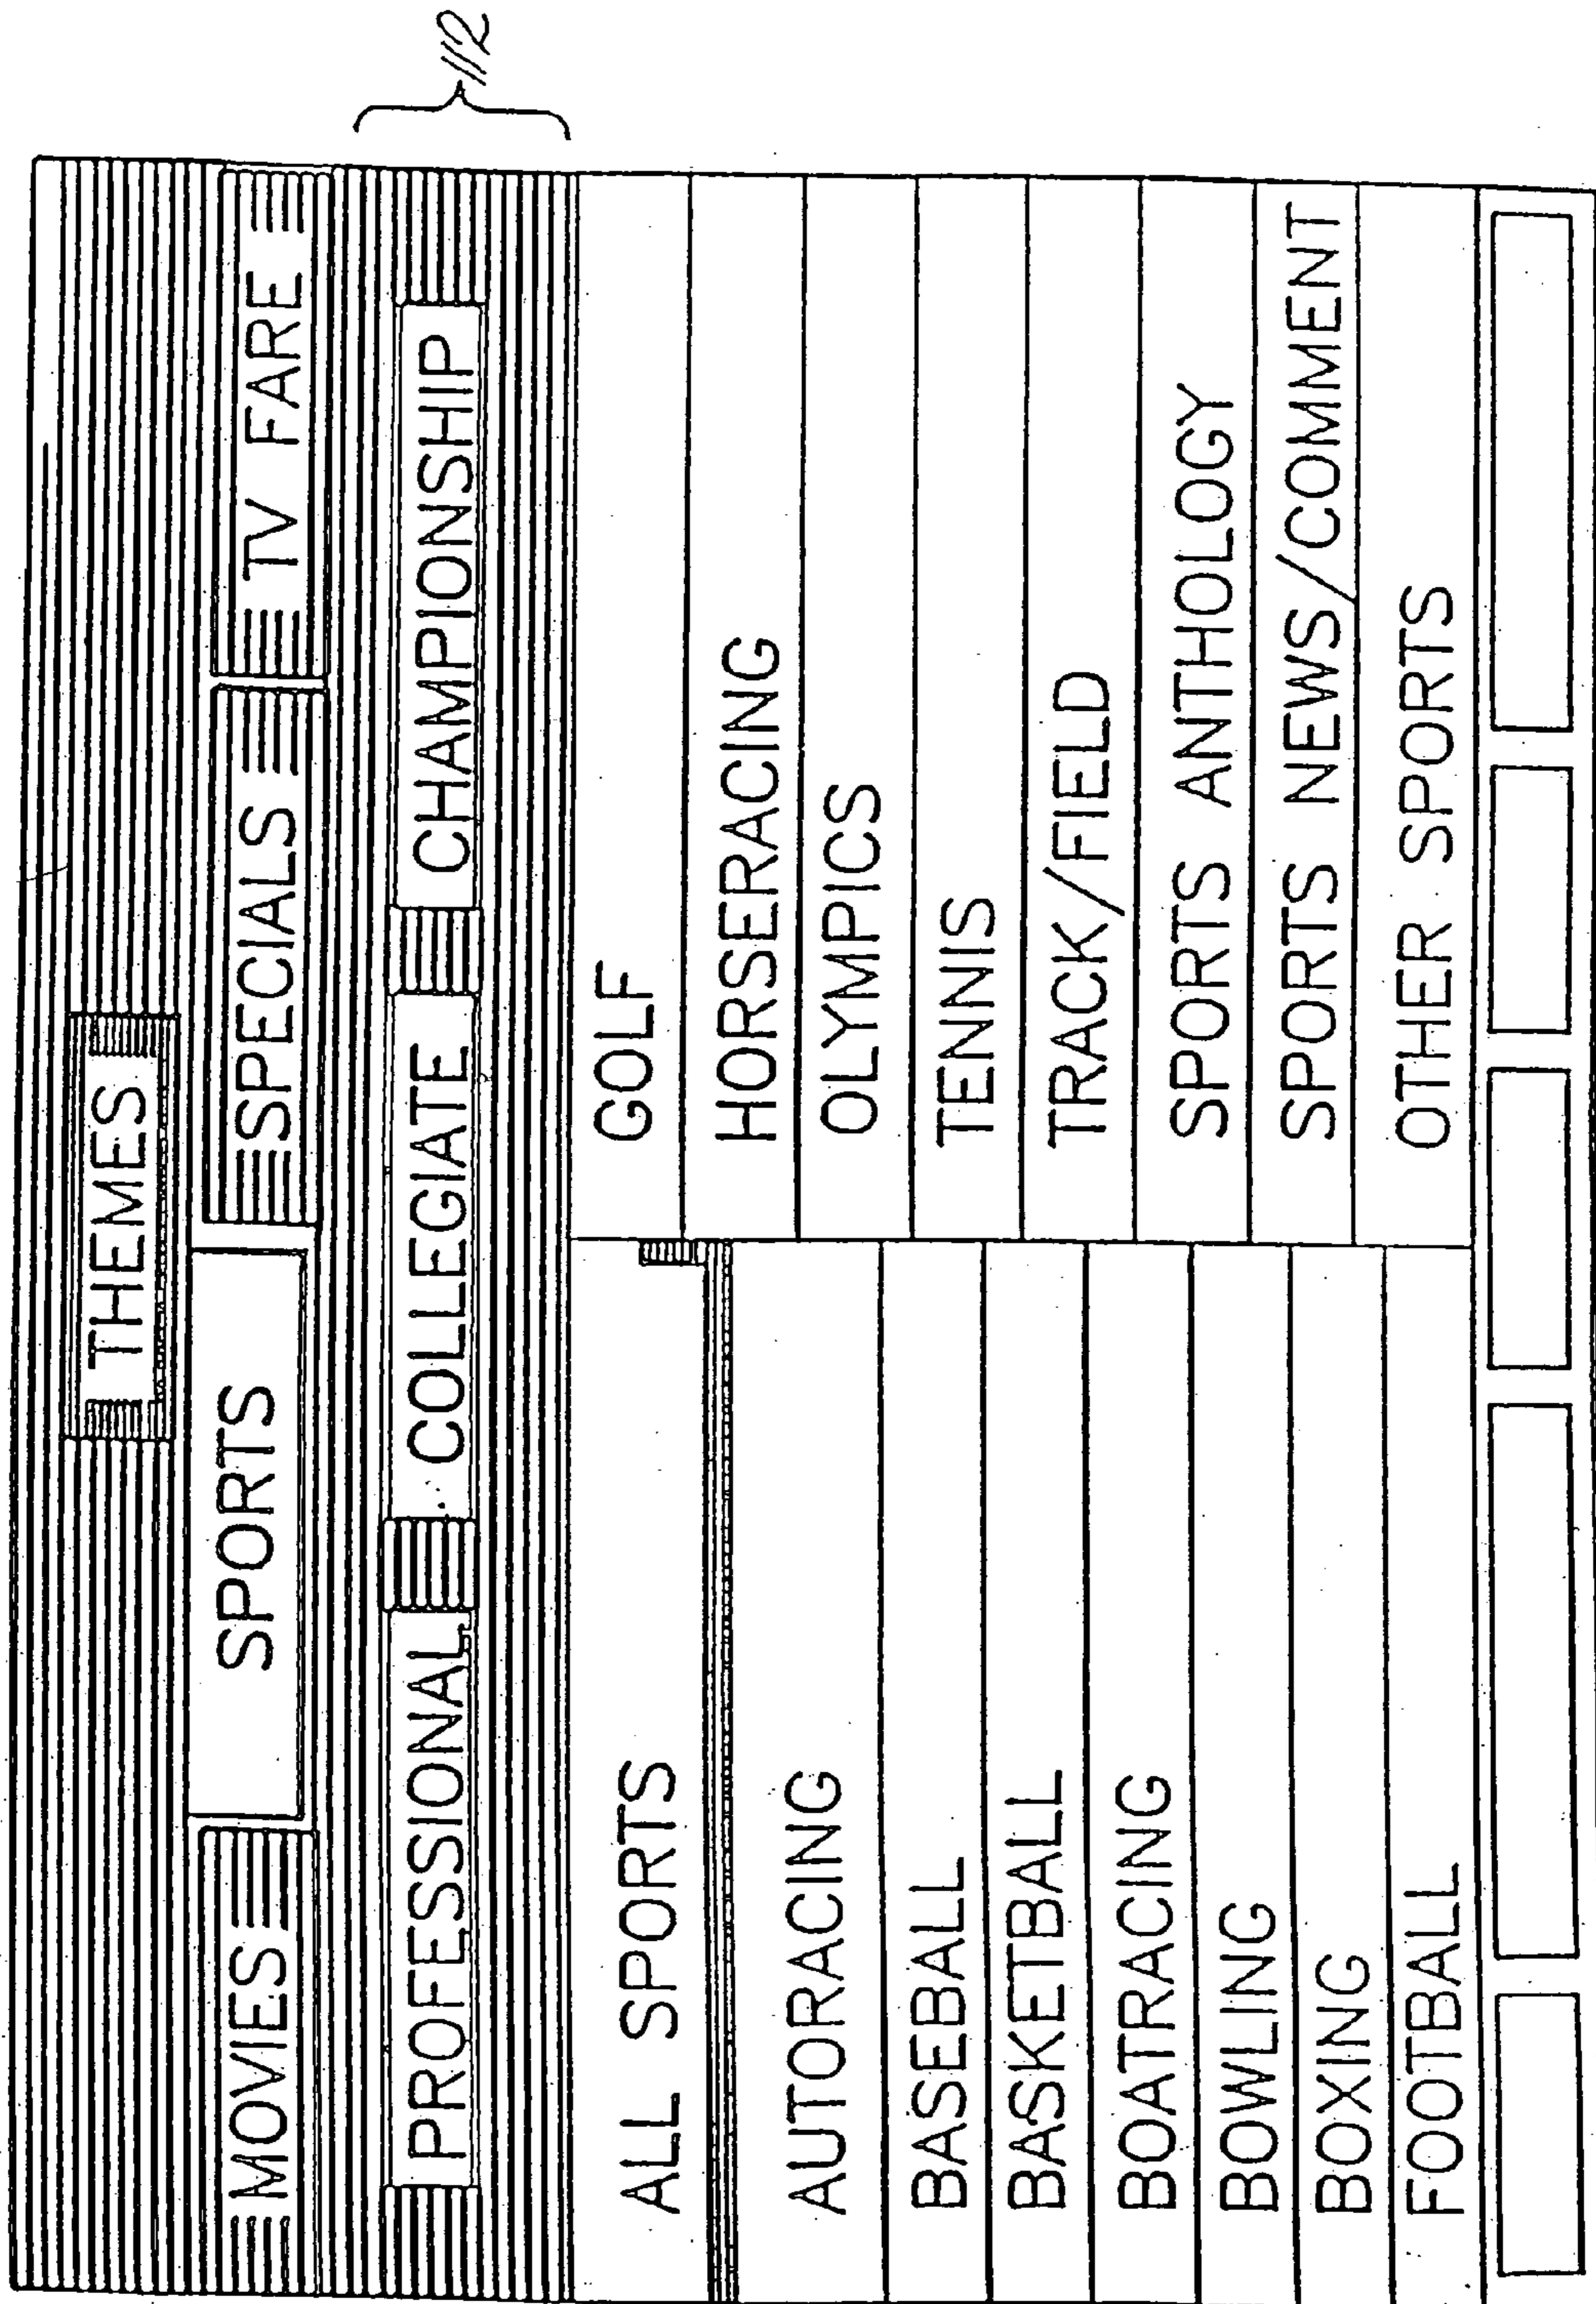 THEMES
MOVIES SPORTS SPECIALS TV FARE
PROFESSIONAL COLLEGIATE CHAMPIONSHIP
112
ALL SPORTS
AUTORACING
BASEBALL
BASKETBALL
BOATRACING
BOWLING
BOXING
FOOTBALL
GOLF
HORSERACING
OLYMPICS
TENNIS
TRACK/FIELD
SPORTS ANTHOLOGY
SPORTS NEWS/COMMENT
OTHER SPORTS